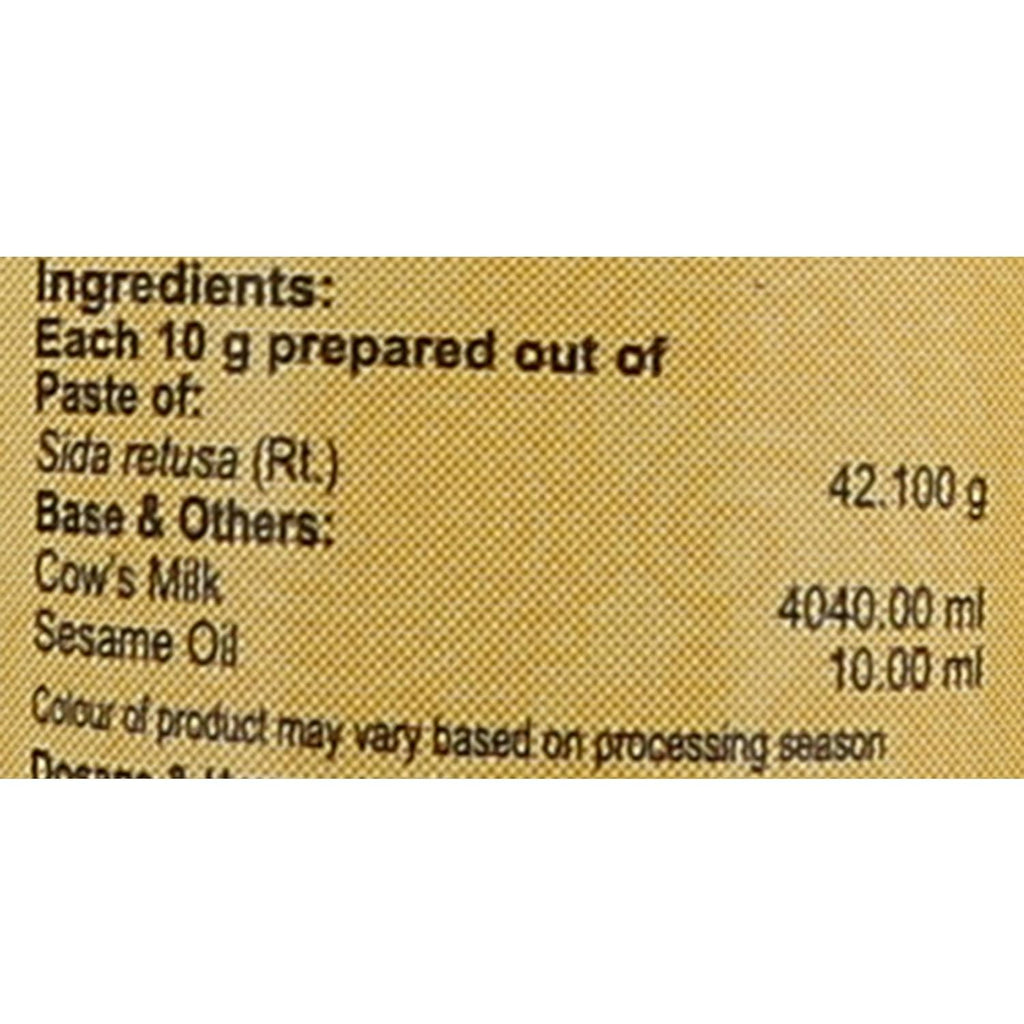 Ingredients:
Each 10 g prepared out of
Paste of:
Sida retusa (Rt.) 42.100 g
Base & Others:
Cow's Milk 4040.00 ml
Sesame Oil 10.00 ml
Colour of product may vary based on processing season